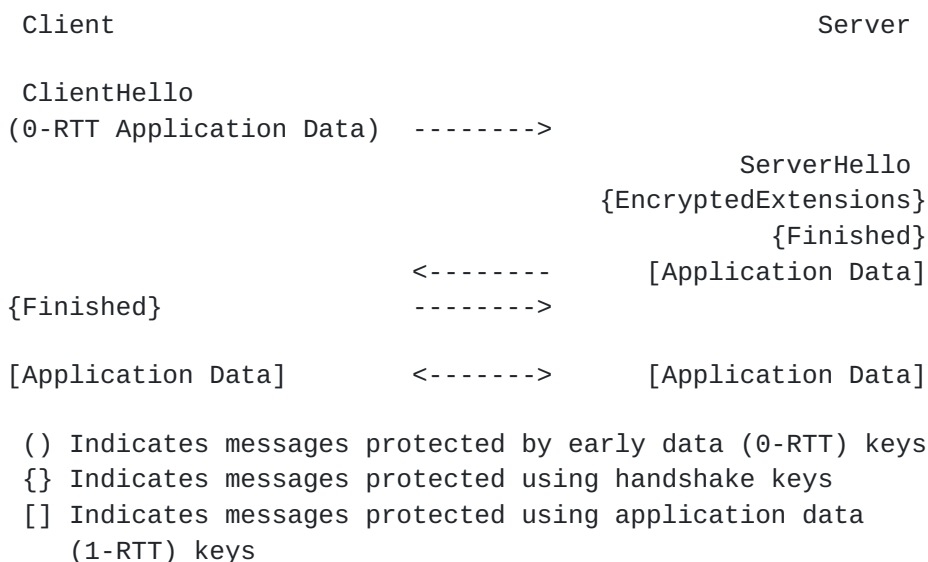 Client Server
ClientHello
(0-RTT Application Data) -------->
ServerHello
{EncryptedExtensions}
{Finished}
<-------- [Application Data]
{Finished} -------->
[Application Data] <-------> [Application Data]
() Indicates messages protected by early data (0-RTT) keys
{} Indicates messages protected using handshake keys
[] Indicates messages protected using application data
(1-RTT) keys